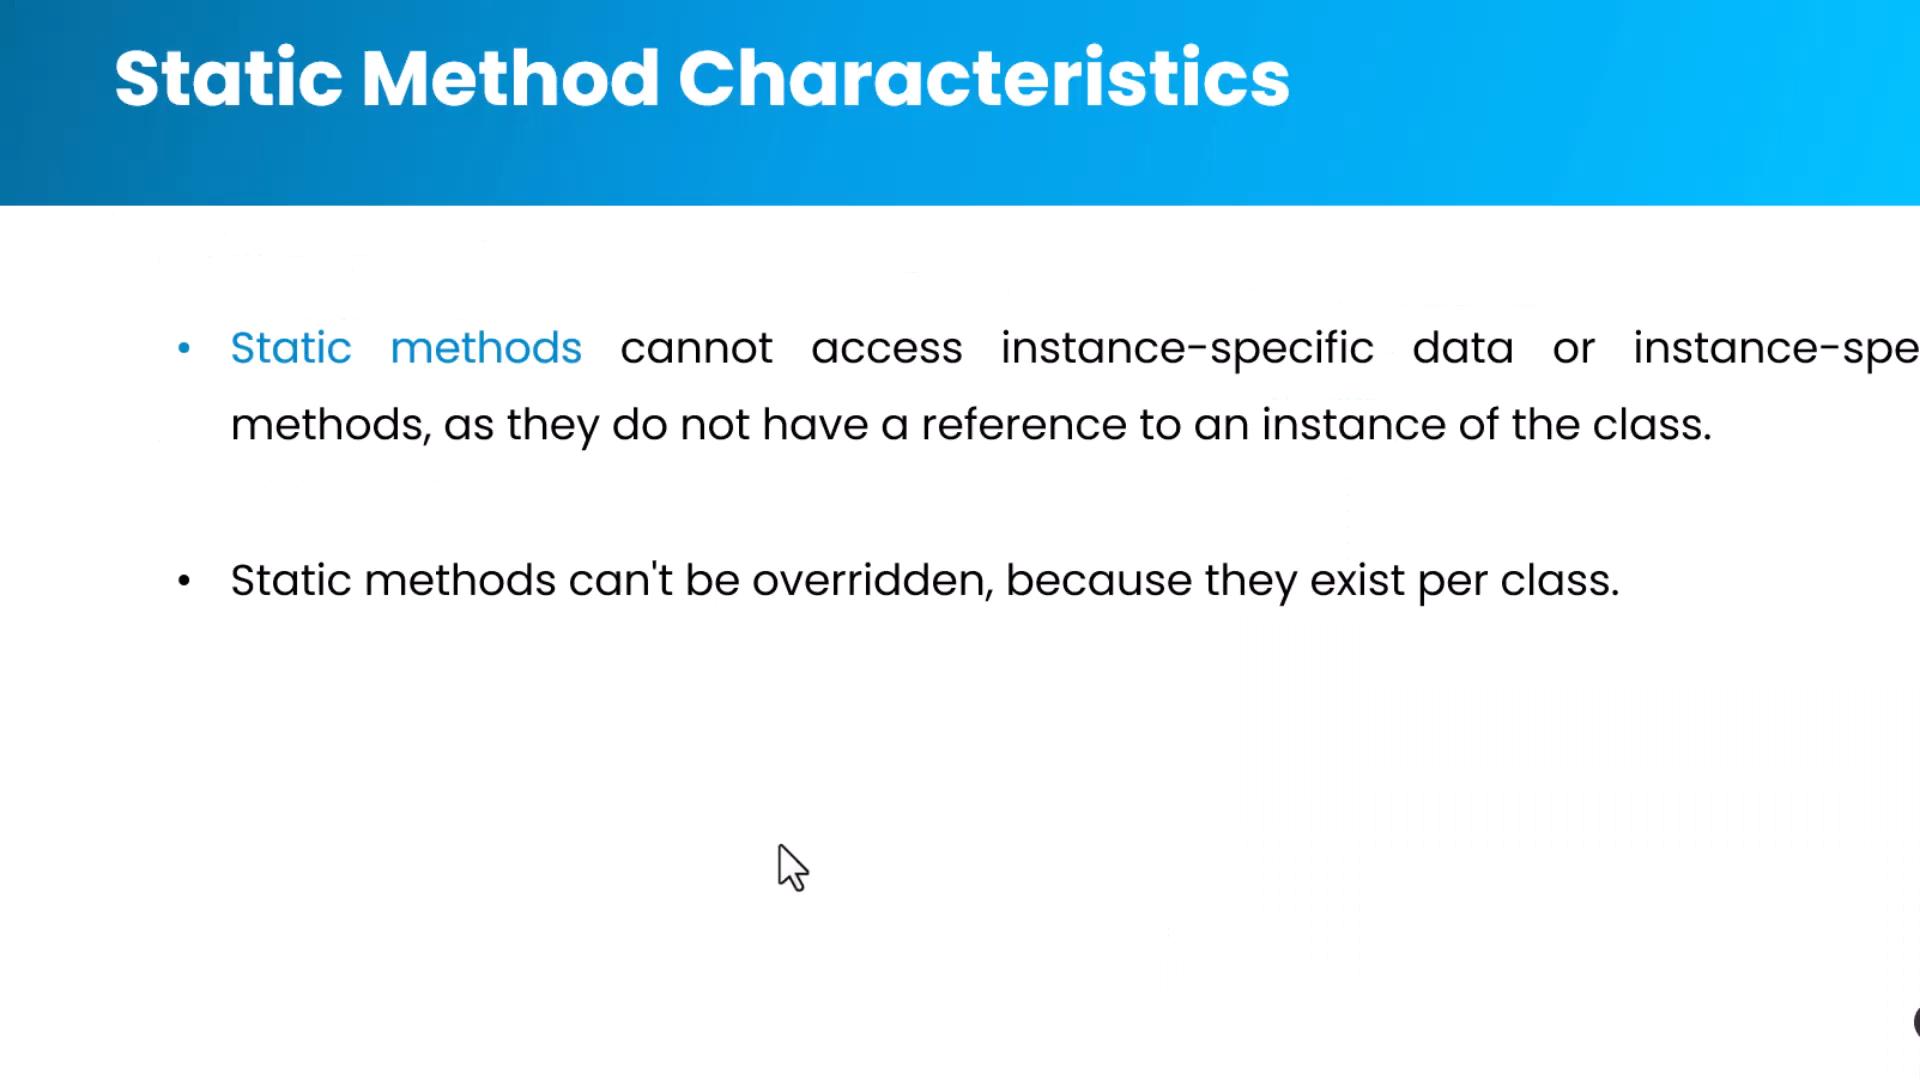 Static Method Characteristics
• Static methods cannot access instance-specific data or instance-spe
methods, as they do not have a reference to an instance of the class.
• Static methods can't be overridden, because they exist per class.